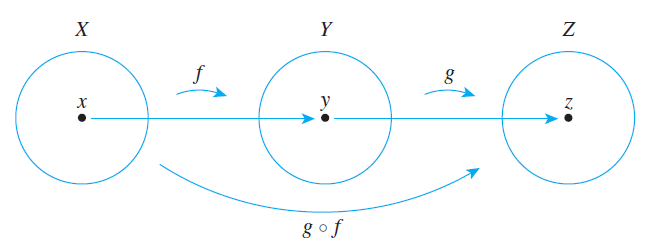 X Y Z
f g
x y z
g ∘ f